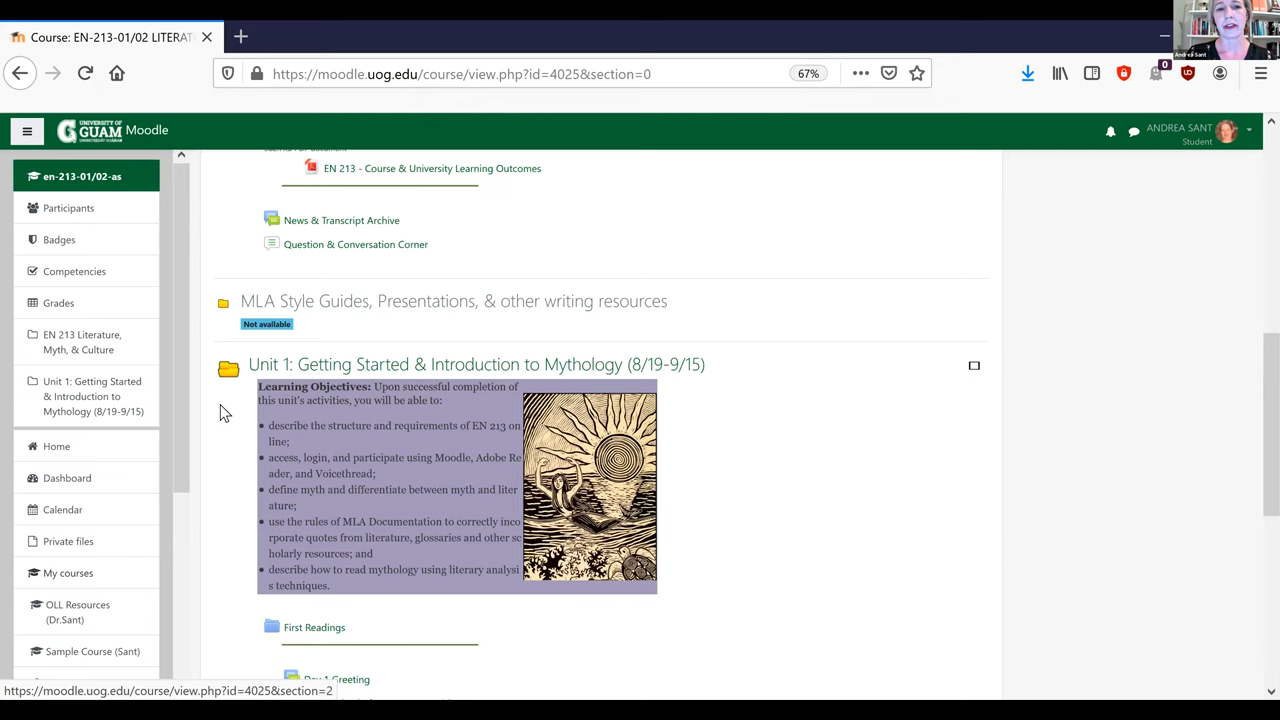 Course: EN-213-01/02 LITERAT
https://moodle.uog.edu/course/view.php?id=4025&section=0
67%
0
Andrea Sant
UNIVERSITY OF
GUAM
Moodle
ANDREA SANT
Student
en-213-01/02-as
Participants
Badges
Competencies
Grades
EN 213 Literature,
Myth, & Culture
Unit 1: Getting Started
& Introduction to
Mythology (8/19-9/15)
Home
Dashboard
Calendar
Private files
My courses
OLL Resources
(Dr.Sant)
Sample Course (Sant)
EN 213 - Course & University Learning Outcomes
News & Transcript Archive
Question & Conversation Corner
MLA Style Guides, Presentations, & other writing resources
Not available
Unit 1: Getting Started & Introduction to Mythology (8/19-9/15)
Learning Objectives: Upon successful completion of
this unit's activities, you will be able to:
describe the structure and requirements of EN 213 on
line;
access, login, and participate using Moodle, Adobe Re
ader, and Voicethread;
define myth and differentiate between myth and liter
ature;
use the rules of MLA Documentation to correctly inco
rporate quotes from literature, glossaries and other sc
holarly resources; and
describe how to read mythology using literary analysi
s techniques.
First Readings
Day 1 Greeting
https://moodle.uog.edu/course/view.php?id=4025&section=2